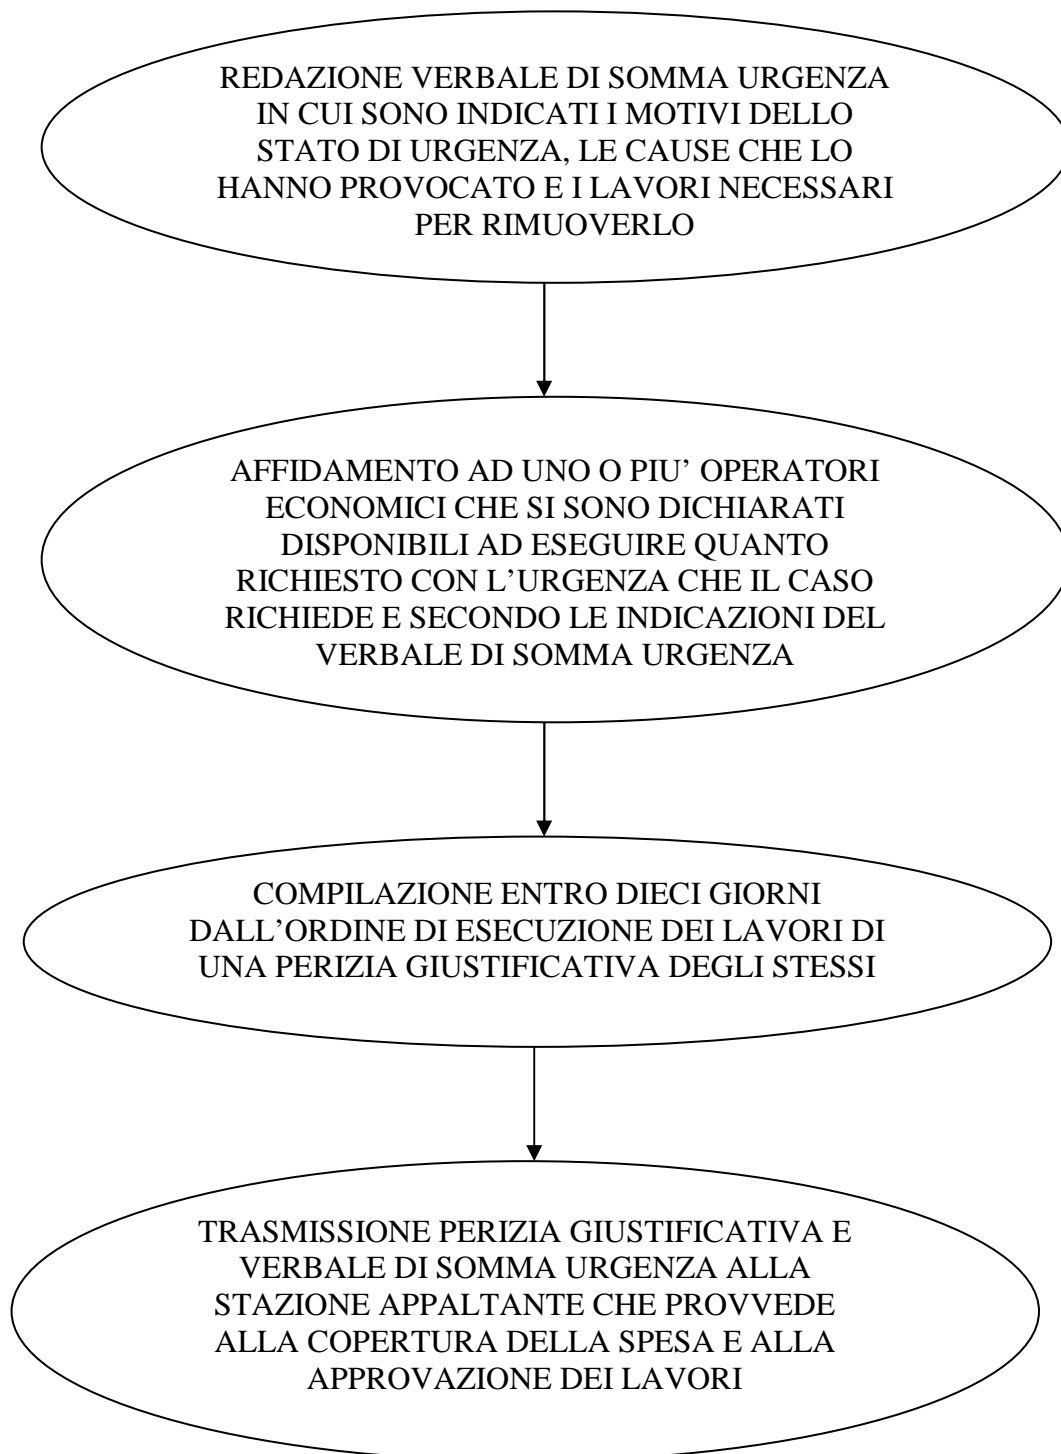 REDAZIONE VERBALE DI SOMMA URGENZA
IN CUI SONO INDICATI I MOTIVI DELLO
STATO DI URGENZA, LE CAUSE CHE LO
HANNO PROVOCATO E I LAVORI NECESSARI
PER RIMUOVERLO
AFFIDAMENTO AD UNO O PIU’ OPERATORI
ECONOMICI CHE SI SONO DICHIARATI
DISPONIBILI AD ESEGUIRE QUANTO
RICHIESTO CON L’URGENZA CHE IL CASO
RICHIEDE E SECONDO LE INDICAZIONI DEL
VERBALE DI SOMMA URGENZA
COMPILAZIONE ENTRO DIECI GIORNI
DALL’ORDINE DI ESECUZIONE DEI LAVORI DI
UNA PERIZIA GIUSTIFICATIVA DEGLI STESSI
TRASMISSIONE PERIZIA GIUSTIFICATIVA E
VERBALE DI SOMMA URGENZA ALLA
STAZIONE APPALTANTE CHE PROVVEDE
ALLA COPERTURA DELLA SPESA E ALLA
APPROVAZIONE DEI LAVORI